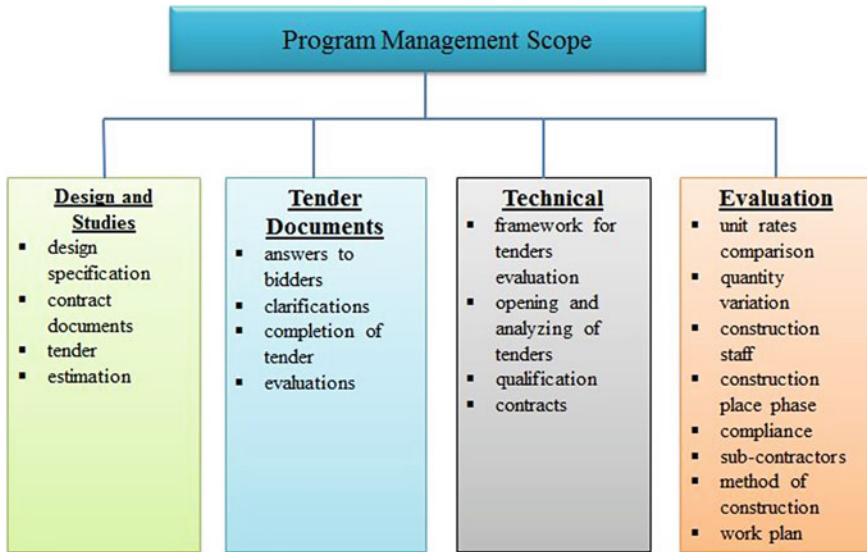 Program Management Scope
Design and
Studies
▪ design
specification
▪ contract
documents
▪ tender
▪ estimation
Tender
Documents
▪ answers to
bidders
▪ clarifications
▪ completion of
tender
▪ evaluations
Technical
▪ framework for
tenders
evaluation
▪ opening and
analyzing of
tenders
▪ qualification
▪ contracts
Evaluation
▪ unit rates
comparison
▪ quantity
variation
▪ construction
staff
▪ construction
place phase
▪ compliance
▪ sub-contractors
▪ method of
construction
▪ work plan